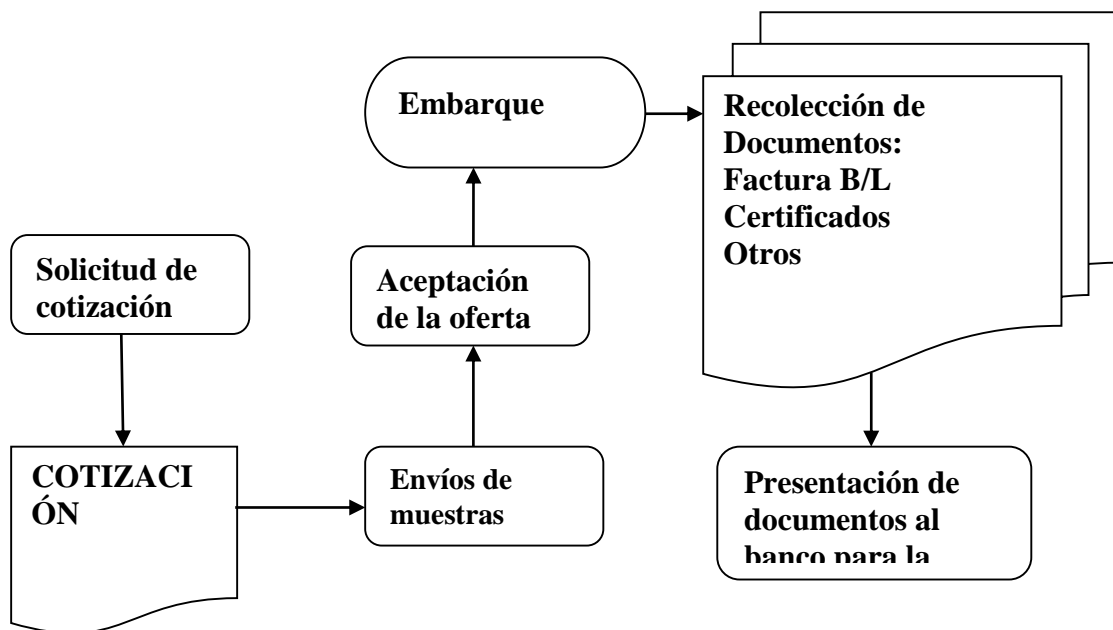 Solicitud de
cotización
COTIZACI
ÓN
Envíos de
muestras
Aceptación
de la oferta
Embarque
Recolección de
Documentos:
Factura B/L
Certificados
Otros
Presentación de
documentos al
banco para la